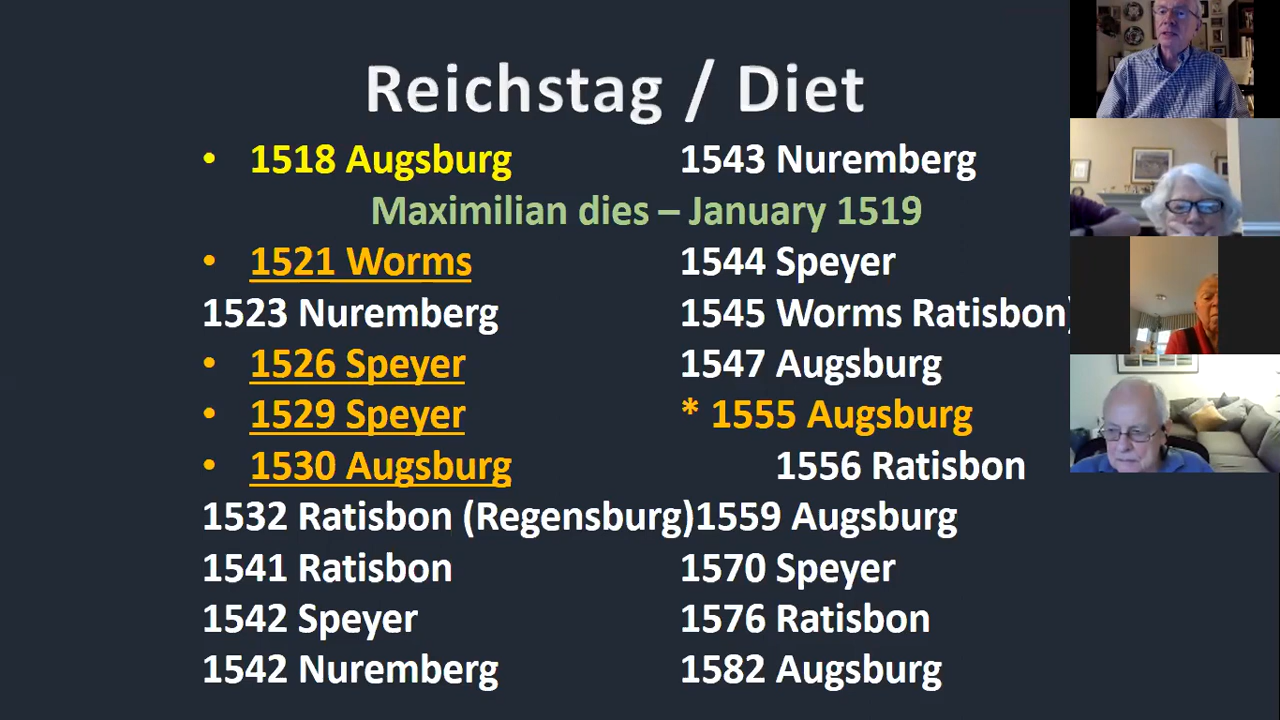 Reichstag / Diet
• 1518 Augsburg 1543 Nuremberg
Maximilian dies – January 1519
• 1521 Worms 1544 Speyer
1523 Nuremberg 1545 Worms Ratisbon)
• 1526 Speyer 1547 Augsburg
• 1529 Speyer * 1555 Augsburg
• 1530 Augsburg 1556 Ratisbon
1532 Ratisbon (Regensburg)1559 Augsburg
1541 Ratisbon 1570 Speyer
1542 Speyer 1576 Ratisbon
1542 Nuremberg 1582 Augsburg